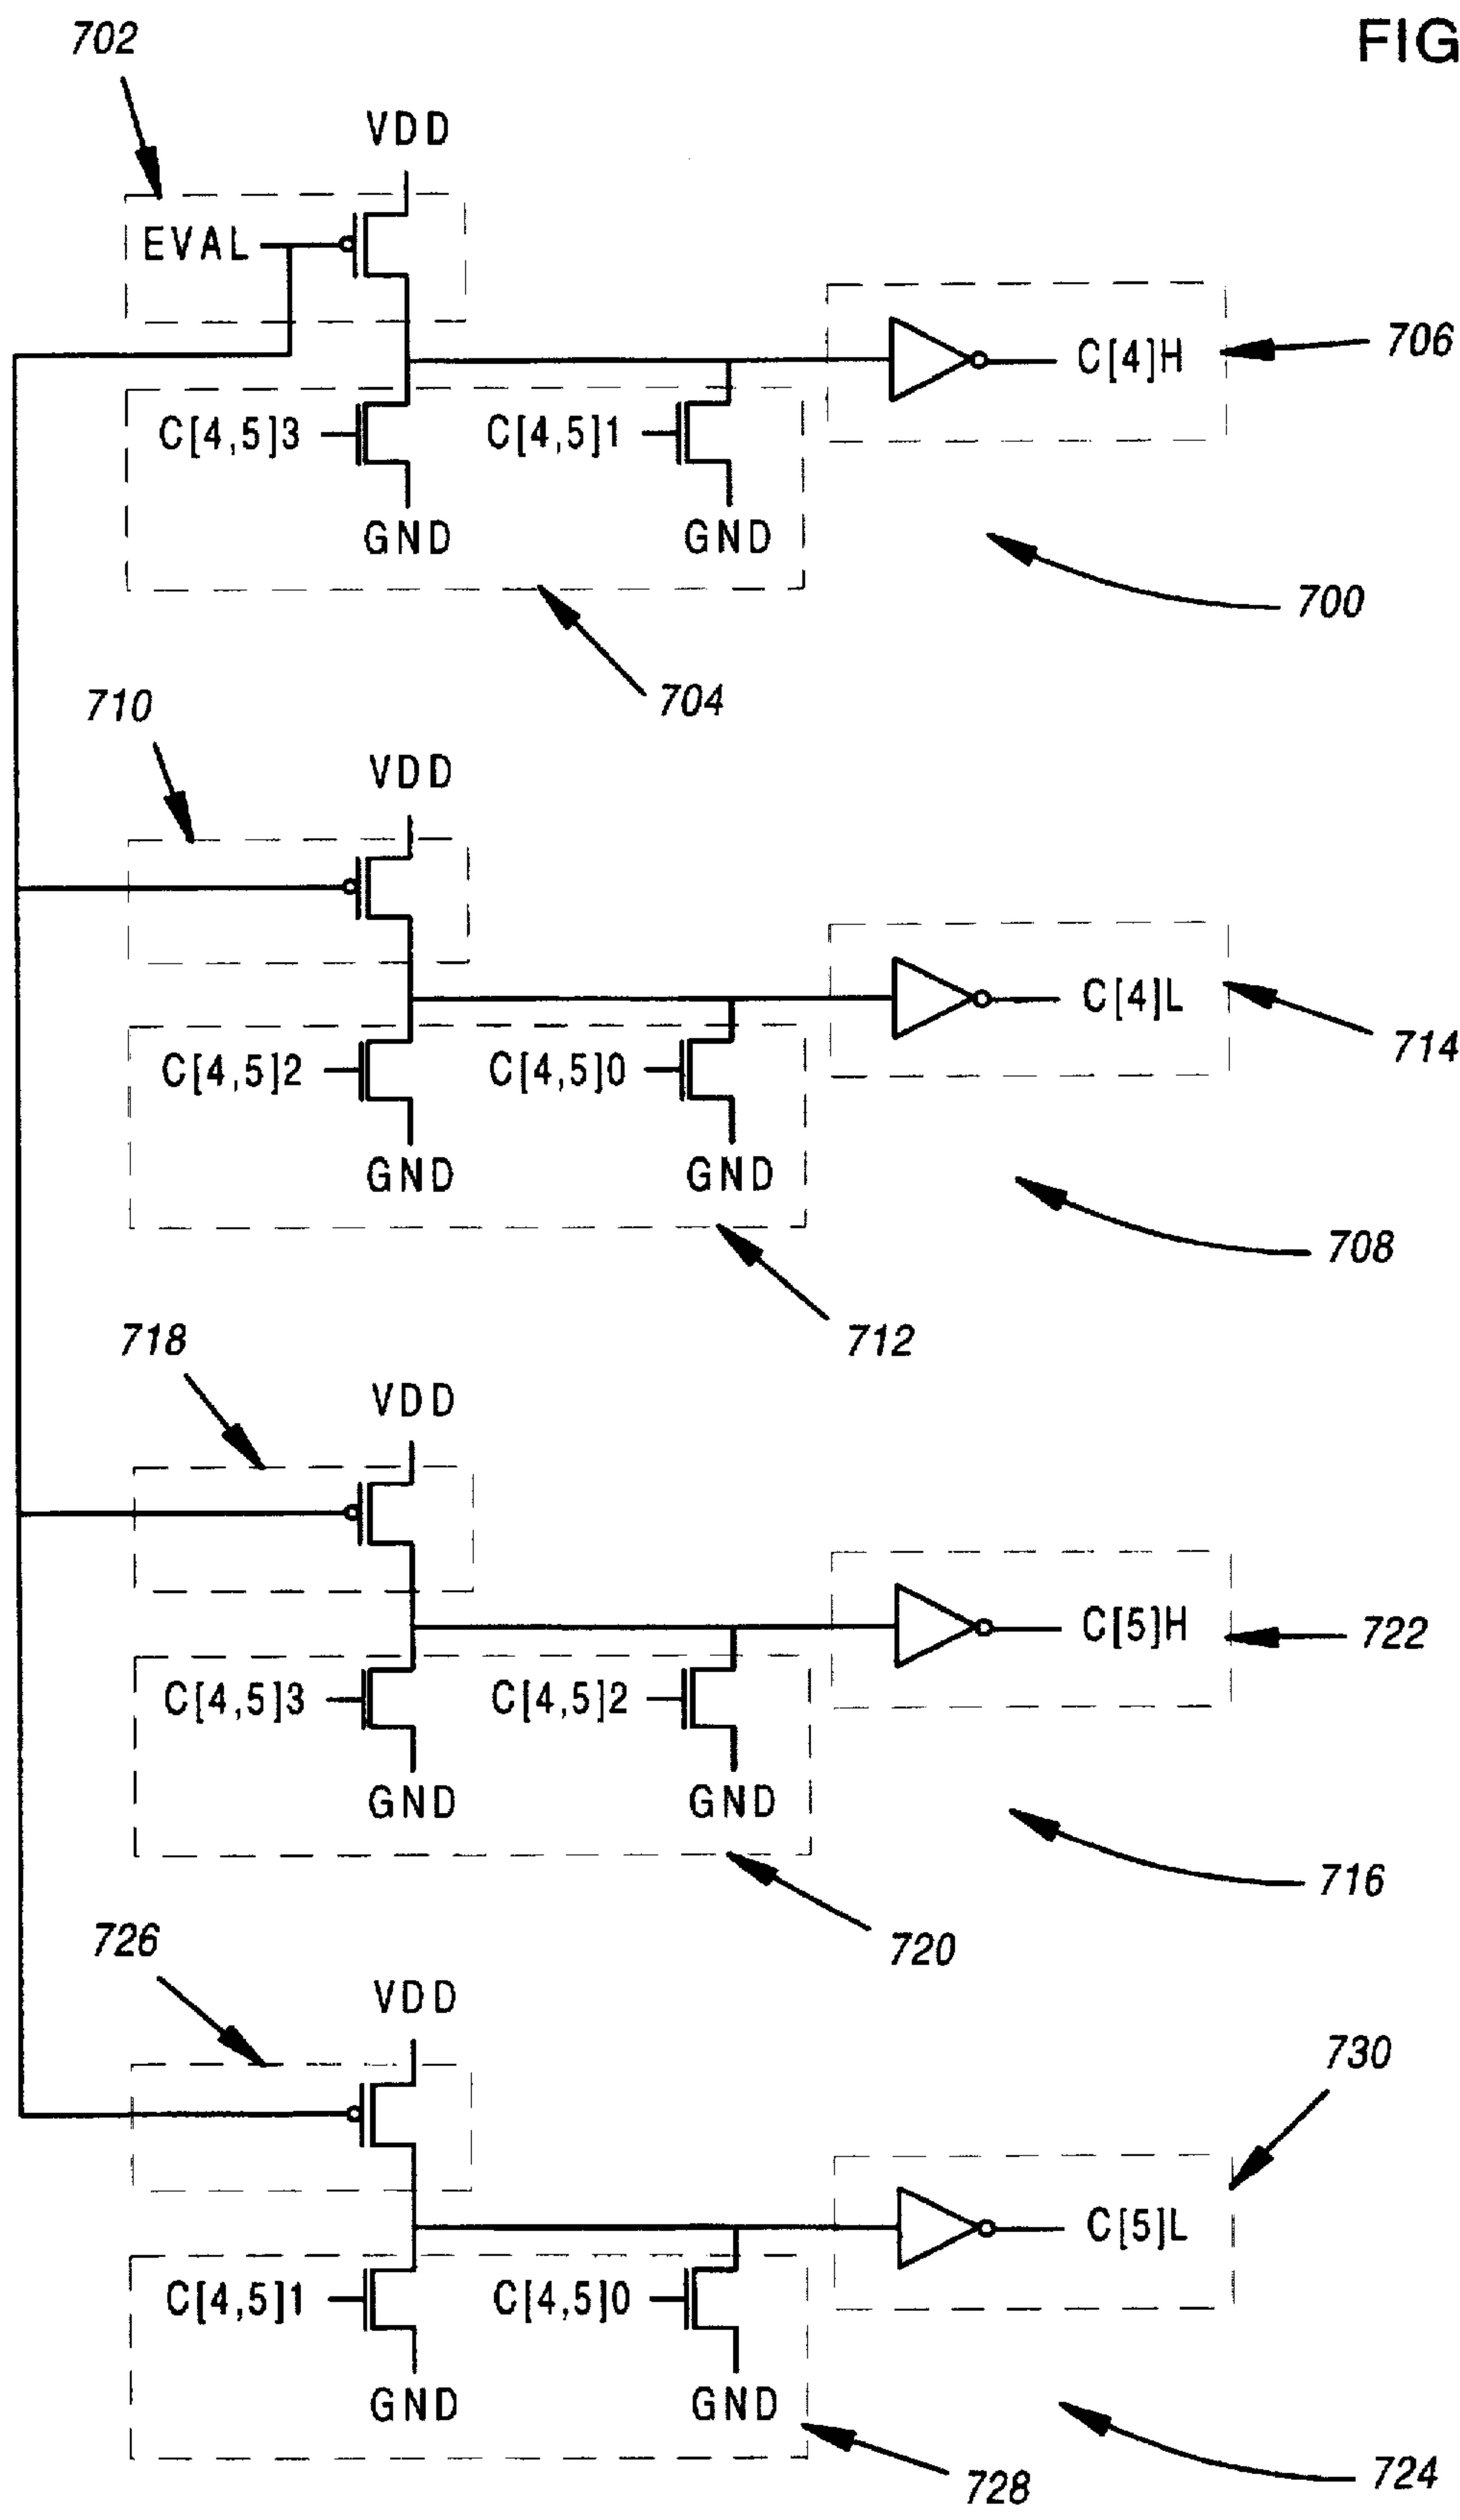 FIG
702
VDD
EVAL
C[4]H
706
C[4,5]3
C[4,5]1
GND
GND
700
704
710
VDD
C[4]L
714
C[4,5]2
C[4,5]0
GND
GND
708
712
718
VDD
C[5]H
722
C[4,5]3
C[4,5]2
GND
GND
716
720
726
VDD
730
C[5]L
C[4,5]1
C[4,5]0
GND
GND
724
728